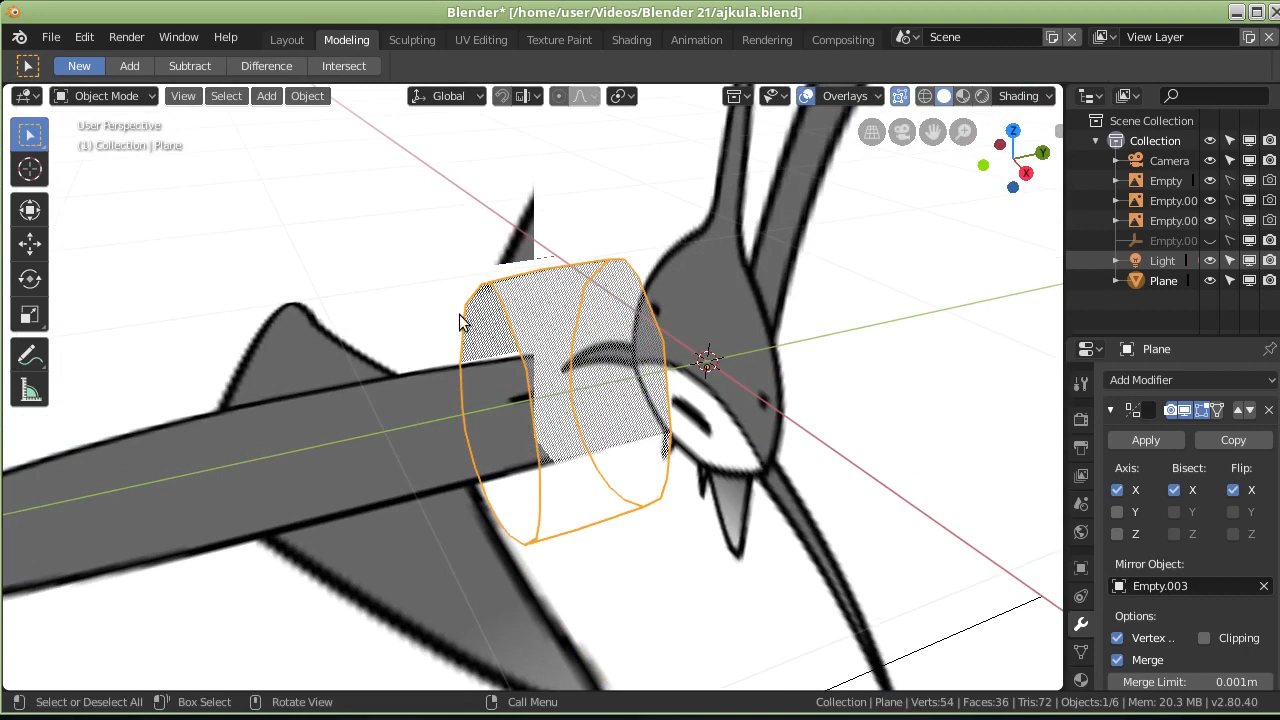 Blender* [/home/user/Videos/Blender 21/ajkula.blend]
File Edit Render Window Help Layout Modeling Sculpting UV Editing Texture Paint Shading Animation Rendering Compositing Scene View Layer
New Add Subtract Difference Intersect
Object Mode View Select Add Object Global Overlays Shading
User Perspective
(1) Collection | Plane
Z
Y
X
Scene Collection
Collection
Camera
Empty
Empty.00
Empty.00
Empty.00
Light
Plane
Plane
Add Modifier
Apply Copy
Axis: Bisect: Flip:
X X X
Y Y Y
Z Z Z
Mirror Object:
Empty.003
Options:
Vertex .. Clipping
Merge
Merge Limit: 0.001m
Select or Deselect All Box Select Rotate View Call Menu Collection | Plane | Verts:54 | Faces:36 | Tris:72 | Objects:1/6 | Mem: 20.3 MB | v2.80.40